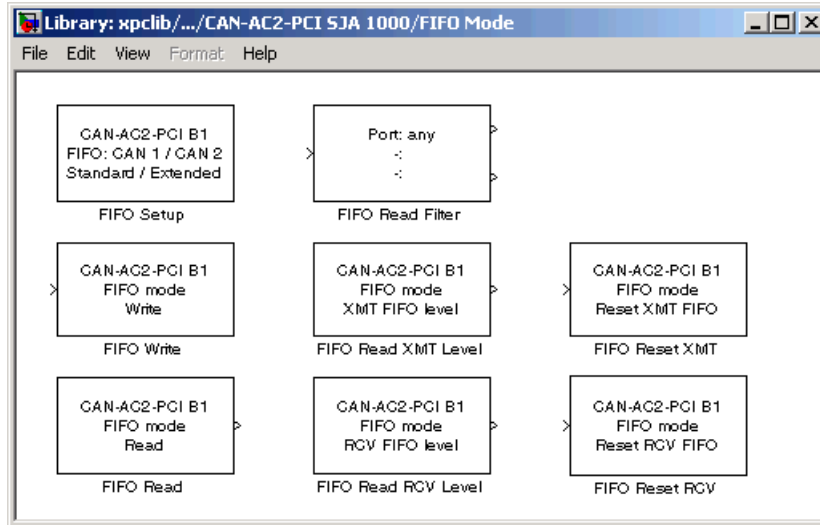 Library: xpclib/.../CAN-AC2-PCI SJA 1000/FIFO Mode
File Edit View Format Help
CAN-AC2-PCI B1
FIFO: CAN 1 / CAN 2
Standard / Extended
FIFO Setup
Port: any
-:
-:
FIFO Read Filter
CAN-AC2-PCI B1
FIFO mode
Write
FIFO Write
CAN-AC2-PCI B1
FIFO mode
XMT FIFO level
FIFO Read XMT Level
CAN-AC2-PCI B1
FIFO mode
Reset XMT FIFO
FIFO Reset XMT
CAN-AC2-PCI B1
FIFO mode
Read
FIFO Read
CAN-AC2-PCI B1
FIFO mode
RCV FIFO level
FIFO Read RCV Level
CAN-AC2-PCI B1
FIFO mode
Reset RCV FIFO
FIFO Reset RCV